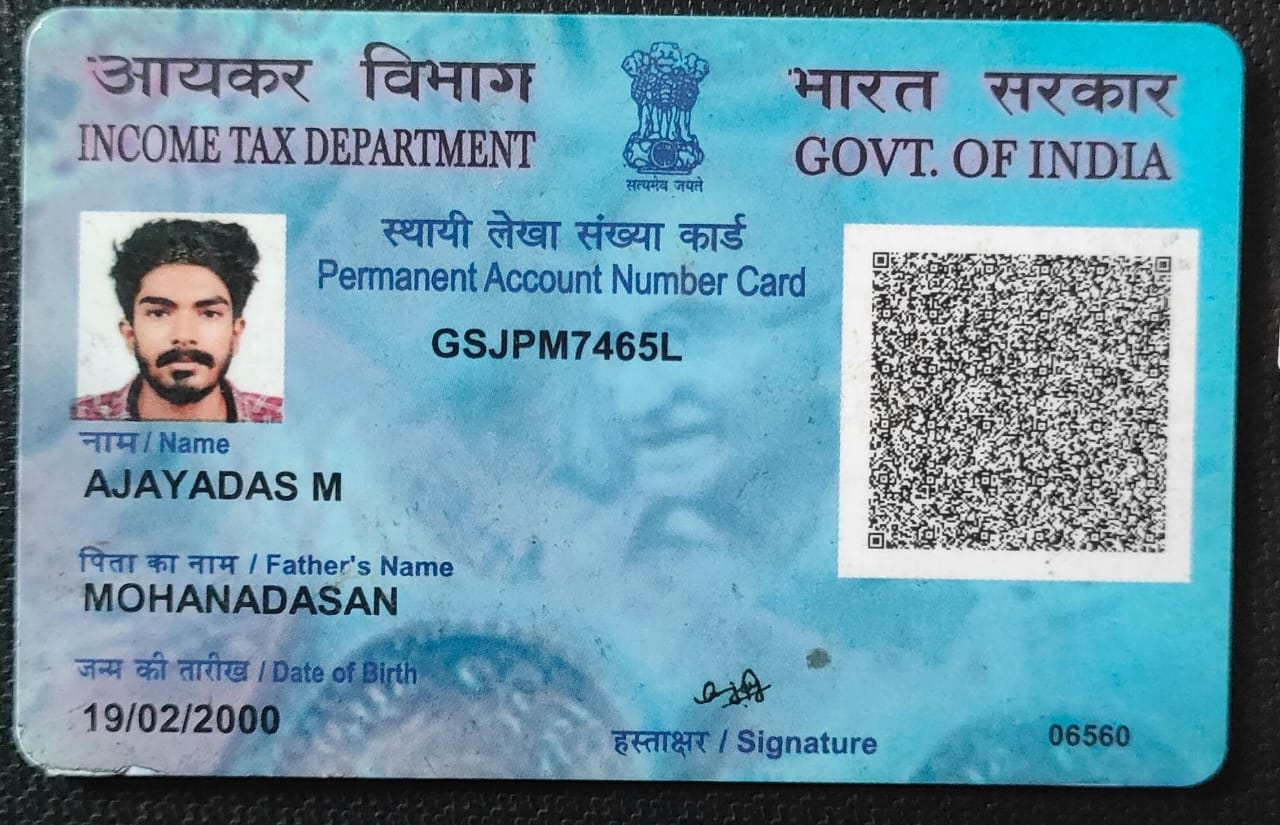 आयकर विभाग
INCOME TAX DEPARTMENT
सत्यमेव जयते
भारत सरकार
GOVT. OF INDIA
स्थायी लेखा संख्या कार्ड
Permanent Account Number Card
GSJPM7465L
नाम / Name
AJAYADAS M
पिता का नाम / Father's Name
MOHANADASAN
जन्म की तारीख / Date of Birth
19/02/2000
हस्ताक्षर / Signature
06560